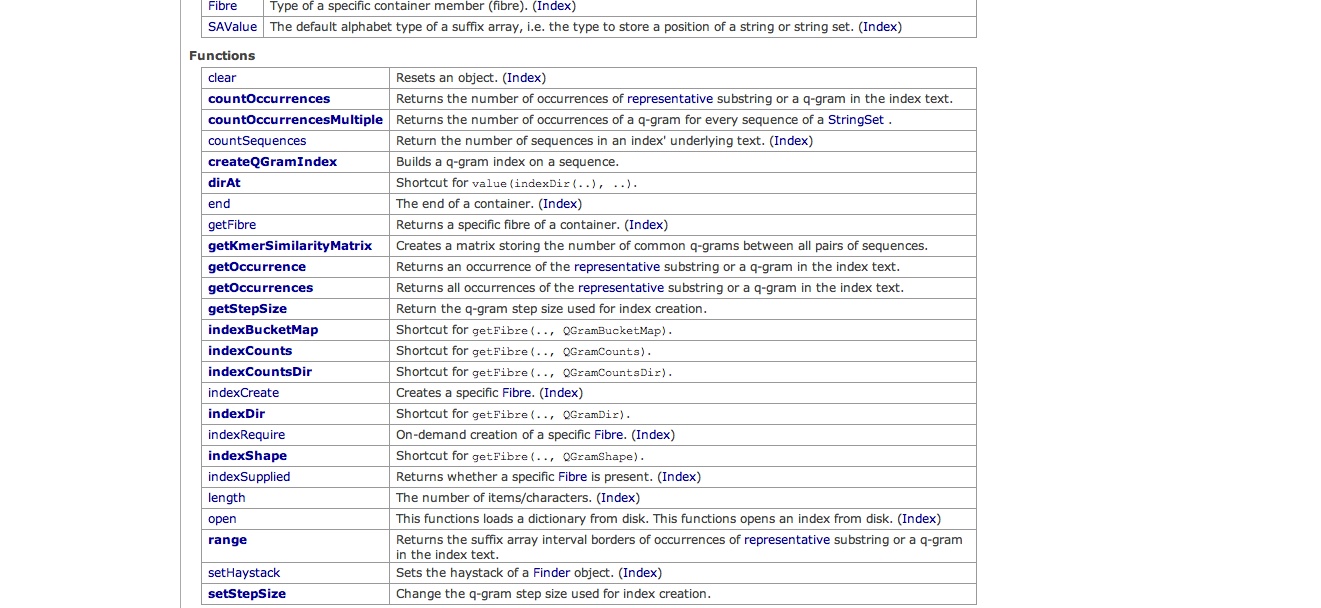 Fibre Type of a specific container member (fibre). (Index)
SAValue The default alphabet type of a suffix array, i.e. the type to store a position of a string or string set. (Index)
Functions
clear Resets an object. (Index)
countOccurrences Returns the number of occurrences of representative substring or a q-gram in the index text.
countOccurrencesMultiple Returns the number of occurrences of a q-gram for every sequence of a StringSet .
countSequences Return the number of sequences in an index' underlying text. (Index)
createQGramIndex Builds a q-gram index on a sequence.
dirAt Shortcut for value(indexDir(..), ..).
end The end of a container. (Index)
getFibre Returns a specific fibre of a container. (Index)
getKmerSimilarityMatrix Creates a matrix storing the number of common q-grams between all pairs of sequences.
getOccurrence Returns an occurrence of the representative substring or a q-gram in the index text.
getOccurrences Returns all occurrences of the representative substring or a q-gram in the index text.
getStepSize Return the q-gram step size used for index creation.
indexBucketMap Shortcut for getFibre(.., QGramBucketMap).
indexCounts Shortcut for getFibre(.., QGramCounts).
indexCountsDir Shortcut for getFibre(.., QGramCountsDir).
indexCreate Creates a specific Fibre. (Index)
indexDir Shortcut for getFibre(.., QGramDir).
indexRequire On-demand creation of a specific Fibre. (Index)
indexShape Shortcut for getFibre(.., QGramShape).
indexSupplied Returns whether a specific Fibre is present. (Index)
length The number of items/characters. (Index)
open This functions loads a dictionary from disk. This functions opens an index from disk. (Index)
range Returns the suffix array interval borders of occurrences of representative substring or a q-gram
in the index text.
setHaystack Sets the haystack of a Finder object. (Index)
setStepSize Change the q-gram step size used for index creation.